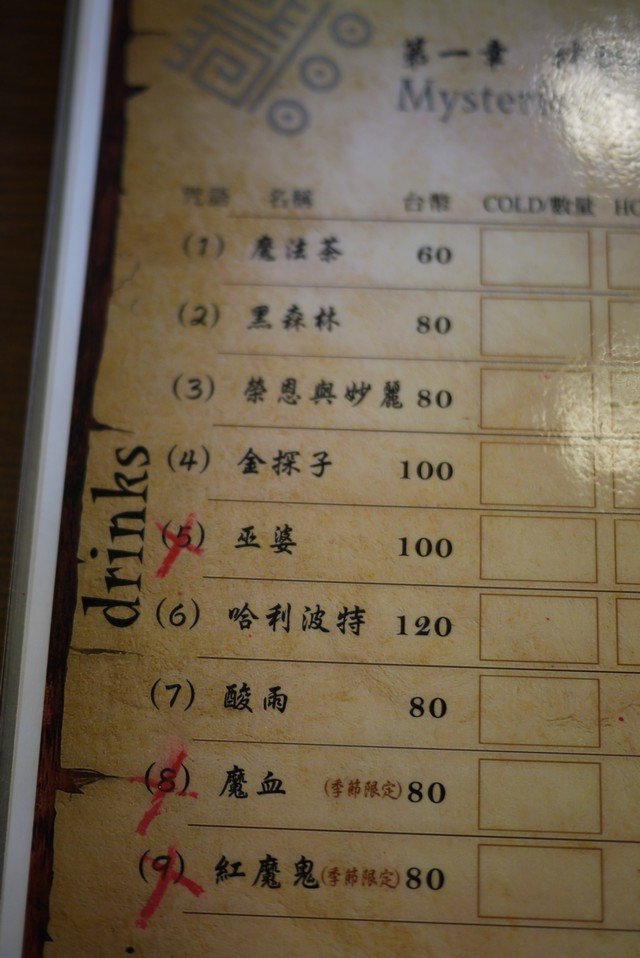 第一章
Myster
咒語 名稱 台幣 COLD/數量 HO
(1) 魔法茶 60
(2) 黑森林 80
(3) 榮恩與妙麗 80
(4) 金探子 100
(5) 巫婆 100
(6) 哈利波特 120
(7) 酸雨 80
(8) 魔血 (季節限定) 80
(9) 紅魔鬼 (季節限定) 80
drinks